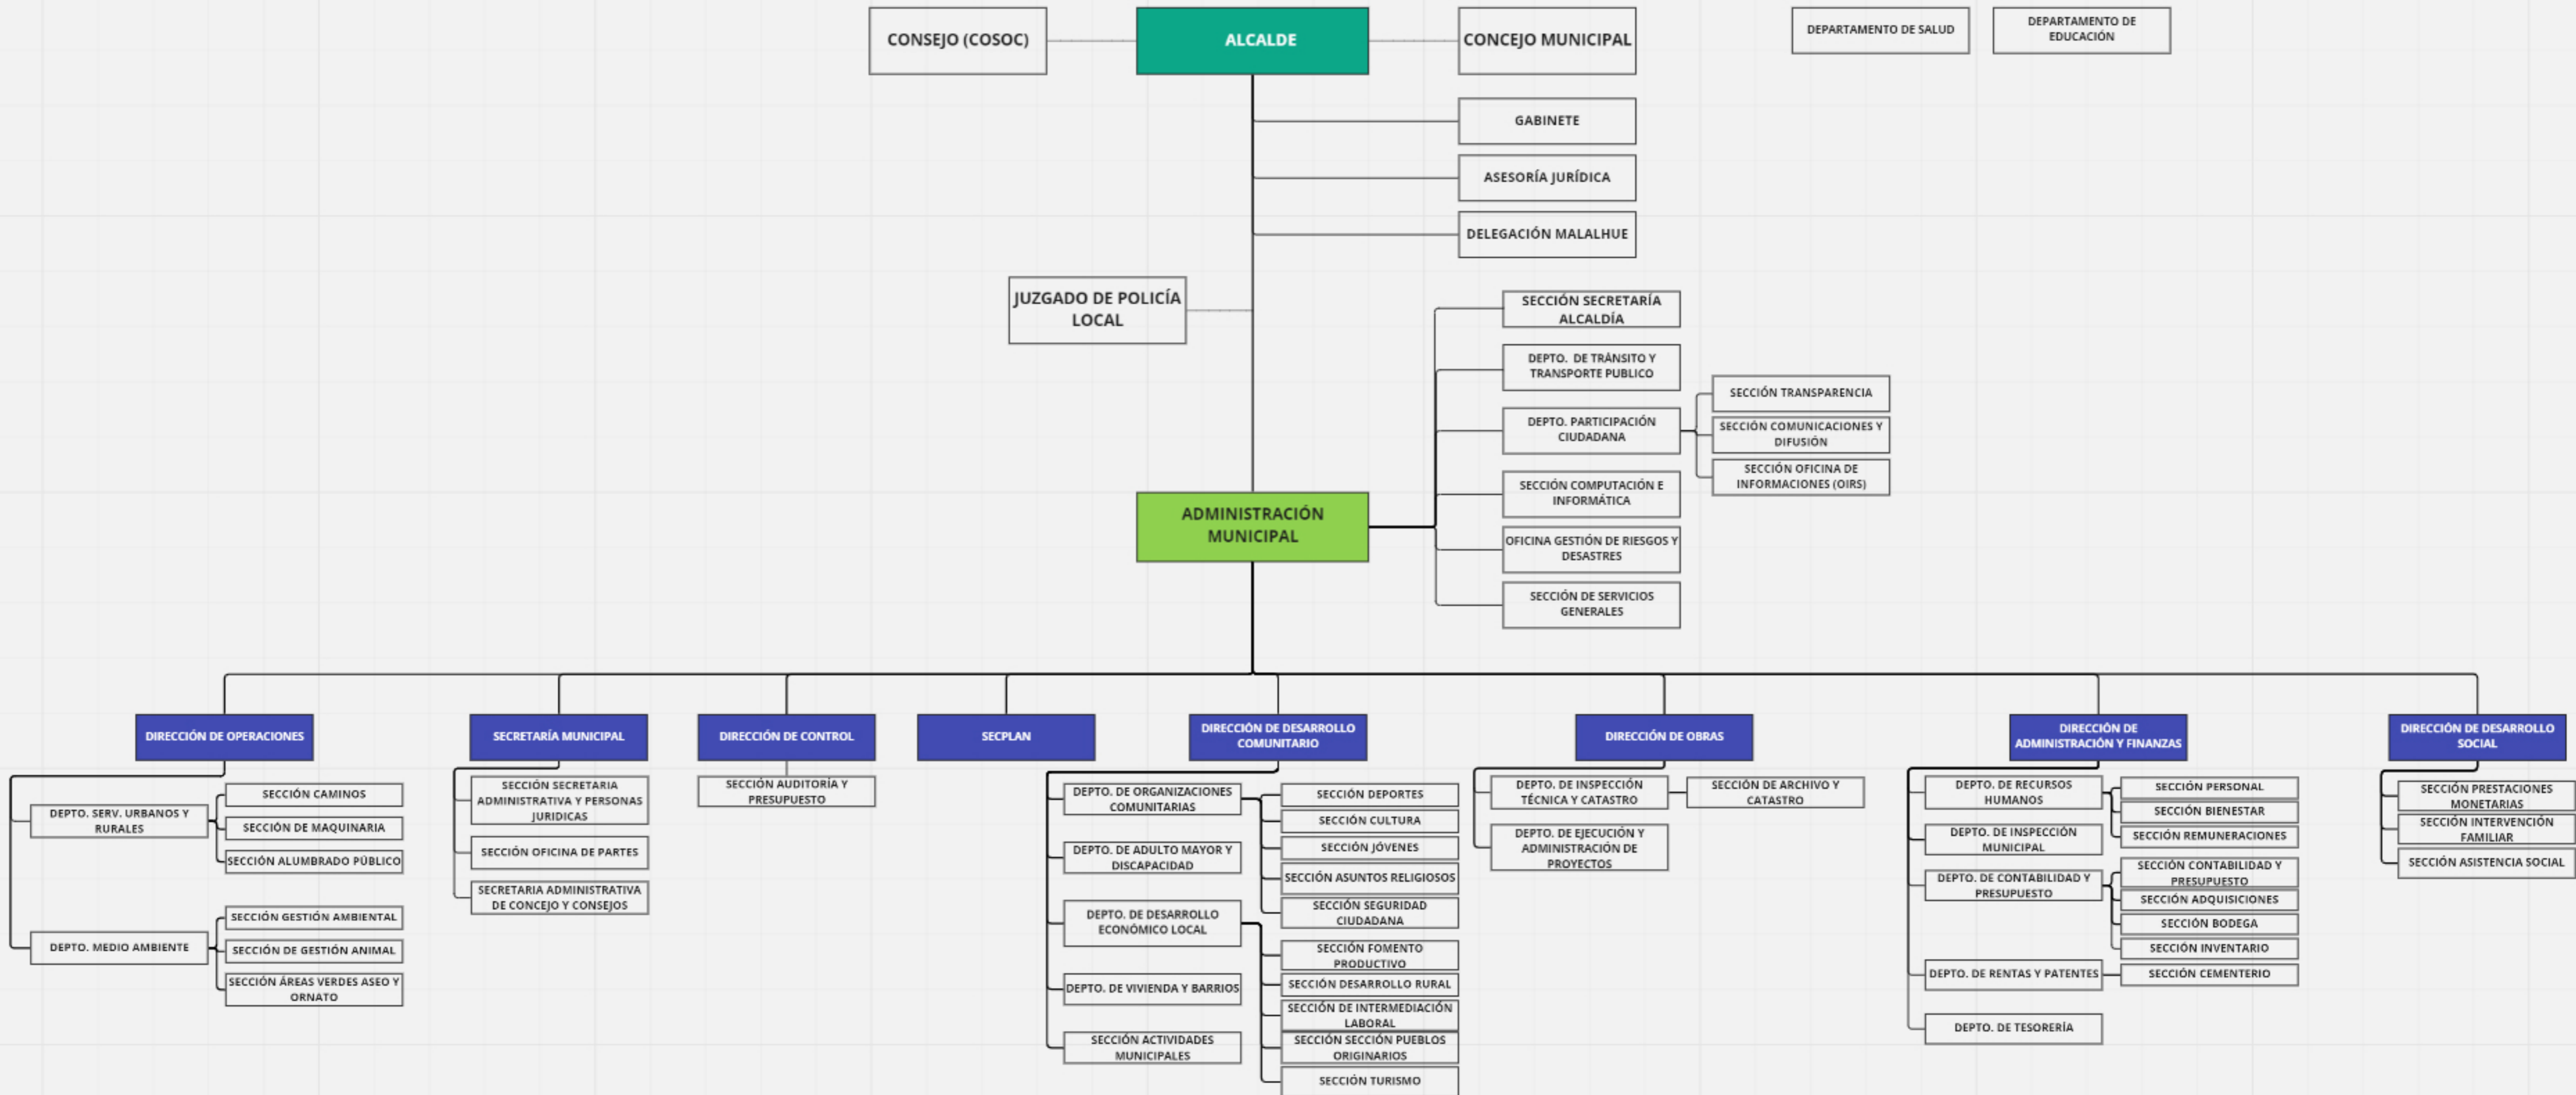 CONSEJO (COSOC)
ALCALDE
CONCEJO MUNICIPAL
DEPARTAMENTO DE SALUD
DEPARTAMENTO DE
EDUCACIÓN
GABINETE
ASESORÍA JURÍDICA
DELEGACIÓN MALALHUE
JUZGADO DE POLICÍA
LOCAL
SECCIÓN SECRETARÍA
ALCALDÍA
DEPTO. DE TRÁNSITO Y
TRANSPORTE PUBLICO
DEPTO. PARTICIPACIÓN
CIUDADANA
SECCIÓN TRANSPARENCIA
SECCIÓN COMUNICACIONES Y
DIFUSIÓN
SECCIÓN OFICINA DE
INFORMACIONES (OIRS)
SECCIÓN COMPUTACIÓN E
INFORMÁTICA
ADMINISTRACIÓN
MUNICIPAL
OFICINA GESTIÓN DE RIESGOS Y
DESASTRES
SECCIÓN DE SERVICIOS
GENERALES
DIRECCIÓN DE OPERACIONES
DEPTO. SERV. URBANOS Y
RURALES
SECCIÓN CAMINOS
SECCIÓN DE MAQUINARIA
SECCIÓN ALUMBRADO PÚBLICO
DEPTO. MEDIO AMBIENTE
SECCIÓN GESTIÓN AMBIENTAL
SECCIÓN DE GESTIÓN ANIMAL
SECCIÓN ÁREAS VERDES ASEO Y
ORNATO
SECRETARÍA MUNICIPAL
SECCIÓN SECRETARIA
ADMINISTRATIVA Y PERSONAS
JURIDICAS
SECCIÓN OFICINA DE PARTES
SECRETARIA ADMINISTRATIVA
DE CONCEJO Y CONSEJOS
DIRECCIÓN DE CONTROL
SECCIÓN AUDITORÍA Y
PRESUPUESTO
SECPLAN
DIRECCIÓN DE DESARROLLO
COMUNITARIO
DEPTO. DE ORGANIZACIONES
COMUNITARIAS
SECCIÓN DEPORTES
SECCIÓN CULTURA
SECCIÓN JÓVENES
SECCIÓN ASUNTOS RELIGIOSOS
SECCIÓN SEGURIDAD
CIUDADANA
DEPTO. DE ADULTO MAYOR Y
DISCAPACIDAD
DEPTO. DE DESARROLLO
ECONÓMICO LOCAL
SECCIÓN FOMENTO
PRODUCTIVO
SECCIÓN DESARROLLO RURAL
SECCIÓN DE INTERMEDIACIÓN
LABORAL
SECCIÓN SECCIÓN PUEBLOS
ORIGINARIOS
SECCIÓN TURISMO
DEPTO. DE VIVIENDA Y BARRIOS
SECCIÓN ACTIVIDADES
MUNICIPALES
DIRECCIÓN DE OBRAS
DEPTO. DE INSPECCIÓN
TÉCNICA Y CATASTRO
SECCIÓN DE ARCHIVO Y
CATASTRO
DEPTO. DE EJECUCIÓN Y
ADMINISTRACIÓN DE
PROYECTOS
DIRECCIÓN DE
ADMINISTRACIÓN Y FINANZAS
DEPTO. DE RECURSOS
HUMANOS
SECCIÓN PERSONAL
SECCIÓN BIENESTAR
SECCIÓN REMUNERACIONES
DEPTO. DE INSPECCIÓN
MUNICIPAL
DEPTO. DE CONTABILIDAD Y
PRESUPUESTO
SECCIÓN CONTABILIDAD Y
PRESUPUESTO
SECCIÓN ADQUISICIONES
SECCIÓN BODEGA
SECCIÓN INVENTARIO
DEPTO. DE RENTAS Y PATENTES
SECCIÓN CEMENTERIO
DEPTO. DE TESORERÍA
DIRECCIÓN DE DESARROLLO
SOCIAL
SECCIÓN PRESTACIONES
MONETARIAS
SECCIÓN INTERVENCIÓN
FAMILIAR
SECCIÓN ASISTENCIA SOCIAL